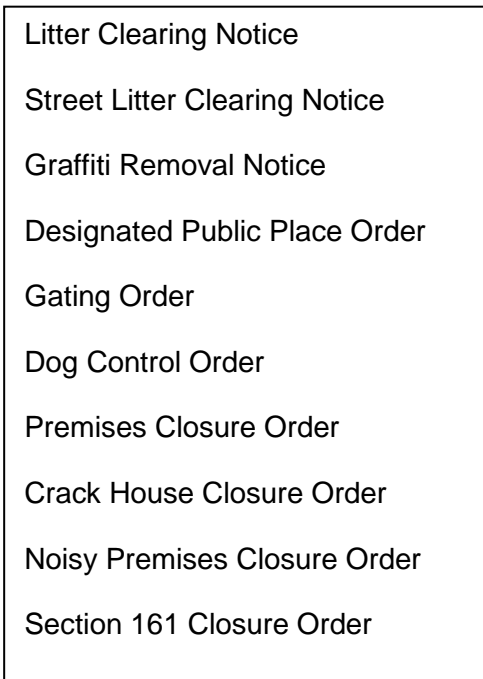 Litter Clearing Notice
Street Litter Clearing Notice
Graffiti Removal Notice
Designated Public Place Order
Gating Order
Dog Control Order
Premises Closure Order
Crack House Closure Order
Noisy Premises Closure Order
Section 161 Closure Order